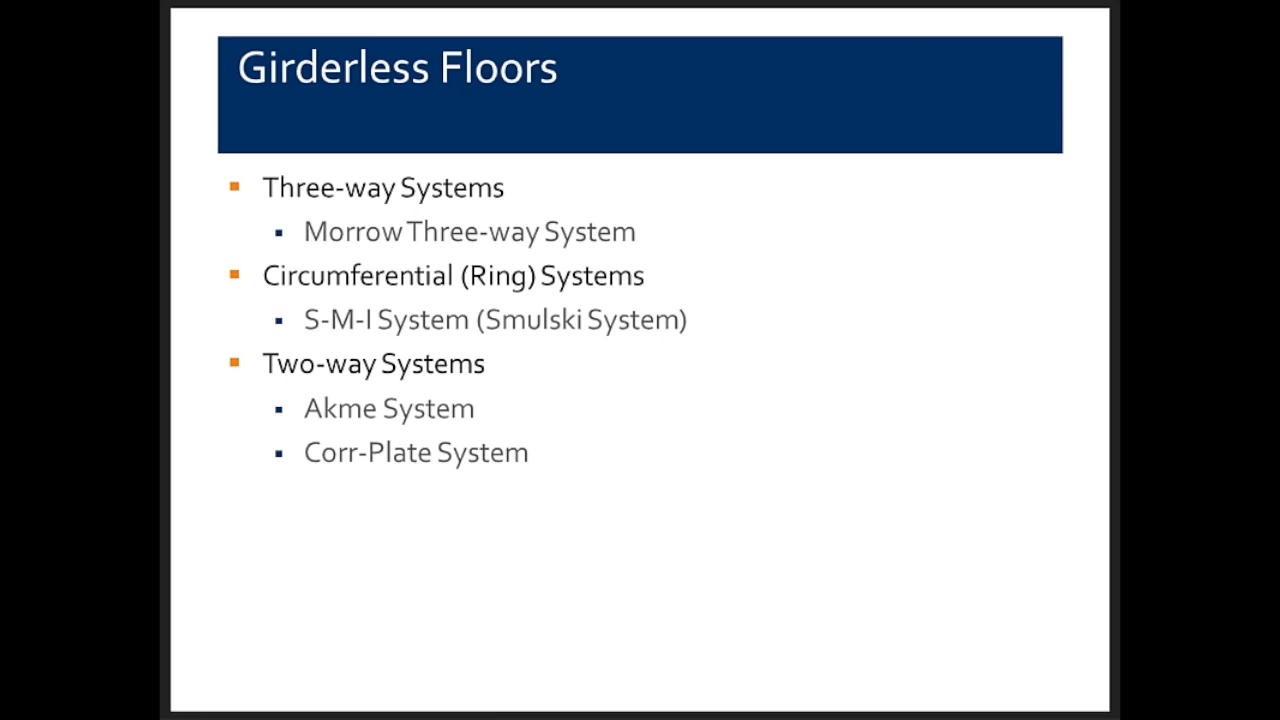 Girderless Floors
Three-way Systems
Morrow Three-way System
Circumferential (Ring) Systems
S-M-I System (Smulski System)
Two-way Systems
Akme System
Corr-Plate System